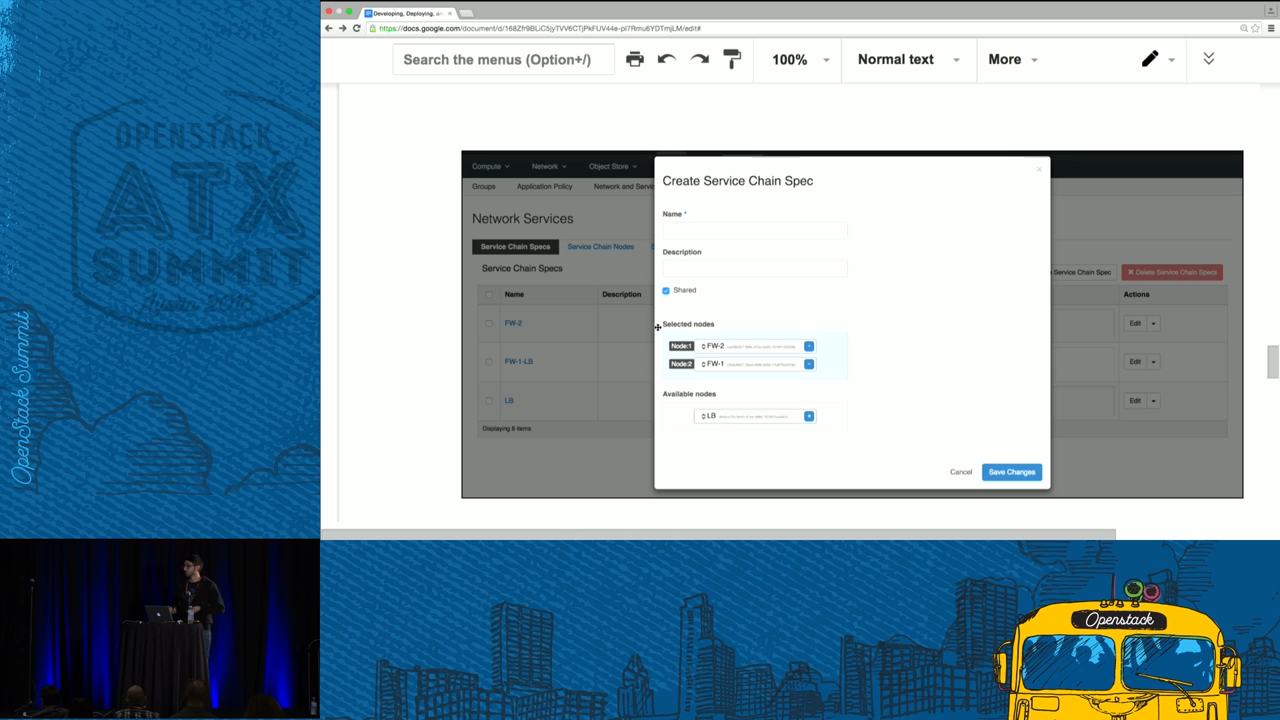 Developing, Deploying, an
https://docs.google.com/document/d/
Search the menus (Option+/)
100%
Normal text
More
OPENSTACK
ATX
SUMMIT
Austin
OpenStack Summit
Compute
Network
Object Store
Groups
Application Policy
Network and Servic
Network Services
Service Chain Specs
Service Chain Nodes
S
Service Chain Specs
Service Chain Spec
Delete Service Chain Specs
Name
Description
Actions
FW-2
Edit
FW-1-LB
Edit
LB
Edit
Displaying 6 items
Create Service Chain Spec
Name *
Description
Shared
Selected nodes
Node:1 FW-2
Node:2 FW-1
Available nodes
LB
Cancel
Save Changes
Openstack